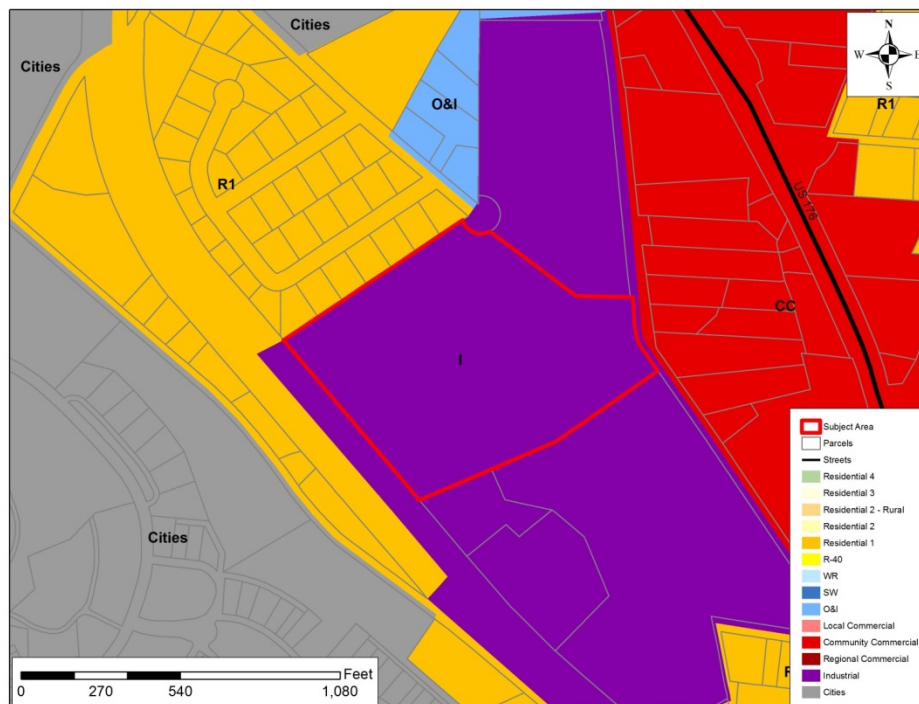 Cities
Cities
N
W E
S
O&I
R1
R1
US 176
CC
I
Cities
R
Subject Area
Parcels
Streets
Residential 4
Residential 3
Residential 2 - Rural
Residential 2
Residential 1
R-40
WR
SW
O&I
Local Commercial
Community Commercial
Regional Commercial
Industrial
Cities
Feet
0 270 540 1,080